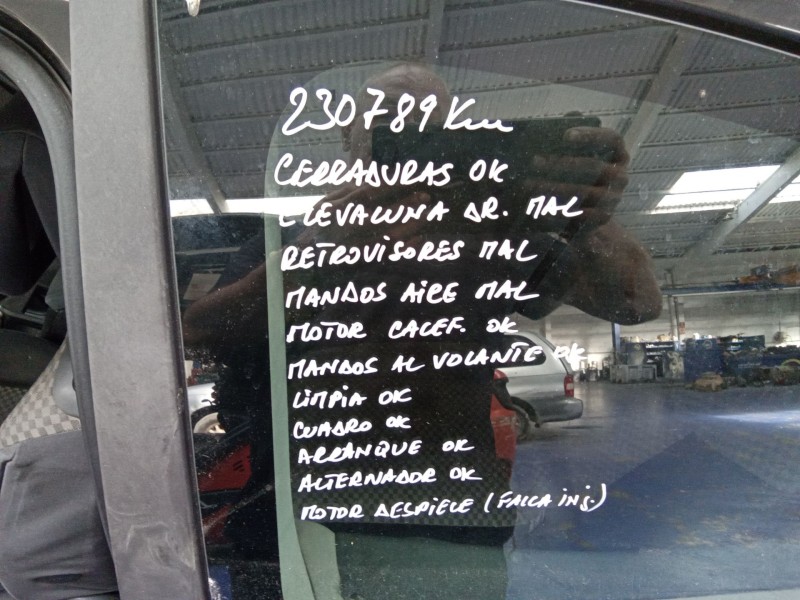 230789 Km
CERRADURAS OK
ELEVALUNA DR. MAL
RETROVISORES MAL
MANDOS AIRE MAL
MOTOR CALEF. OK
MANDOS AL VOLANTE OK
LIMPIA OK
CUADRO OK
ARRANQUE OK
ALTERNADOR OK
MOTOR DESPIECE (FALLA inj.)